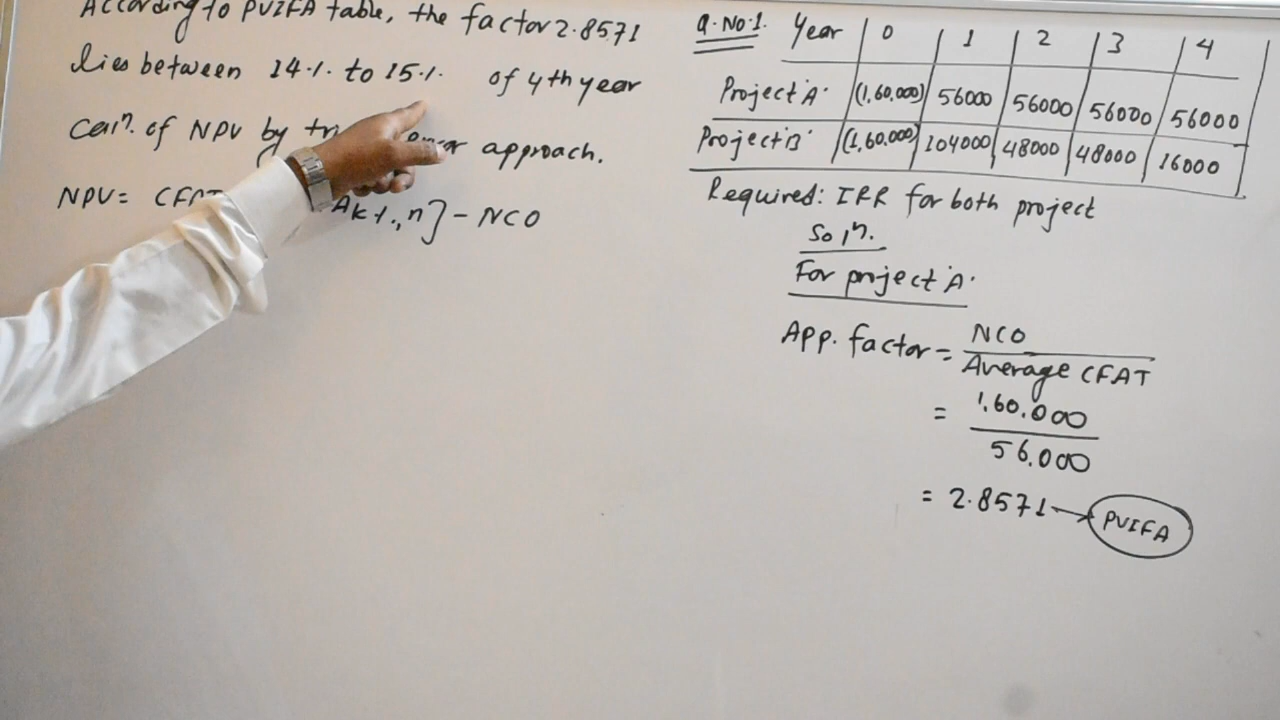 According to PVIFA table, the factor 2.8571
lies between 14%. to 15%. of 4th year
Calⁿ. of NPV by error approach.
NPV = CFAT A k%, n] - NCO
Q. No. 1. Year 0 1 2 3 4
Project 'A' (1,60,000) 56000 56000 56000 56000
Project 'B' (1,60,000) 104000 48000 48000 16000
Required: IRR for both project
Solⁿ.
For project 'A'
App. factor = NCO / Average CFAT
= 1,60,000 / 56,000
= 2.8571 → PVIFA